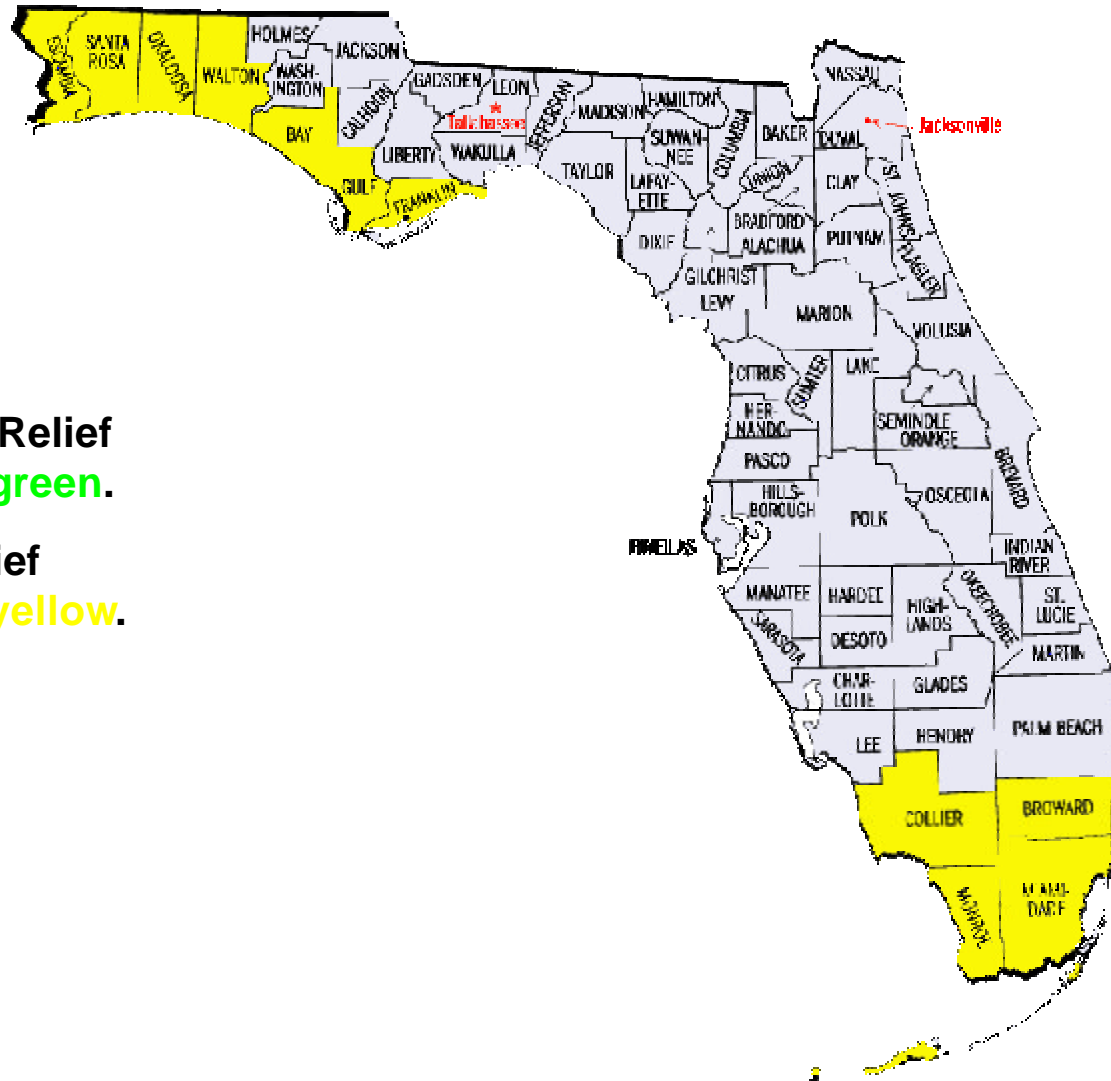 HOLMES
JACKSON
SANTA
ROSA
ESCAMBIA
OKALOOSA
WALTON
WASH-
INGTON
BAY
CALHOUN
GADSDEN
LEON
Tallahassee
LIBERTY
WAKULLA
GULF
FRANKLIN
JEFFERSON
MADISON
HAMILTON
TAYLOR
SUWAN-
NEE
LAFAY-
ETTE
COLUMBIA
BAKER
NASSAU
DUVAL
Jacksonville
UNION
CLAY
ST. JOHNS
BRADFORD
ALACHUA
PUTNAM
FLAGLER
DIXIE
GILCHRIST
LEVY
MARION
VOLUSIA
CITRUS
SUMTER
LAKE
HER-
NANDO
SEMINOLE
ORANGE
PASCO
BREVARD
Relief
green.
HILLS-
BOROUGH
POLK
OSCEOLA
PINELLAS
INDIAN
RIVER
ief
yellow.
MANATEE
HARDEE
HIGH-
LANDS
OKEECHOBEE
ST.
LUCIE
SARASOTA
DESOTO
MARTIN
CHAR-
LOTTE
GLADES
LEE
HENDRY
PALM BEACH
COLLIER
BROWARD
MONROE
MIAMI-
DADE